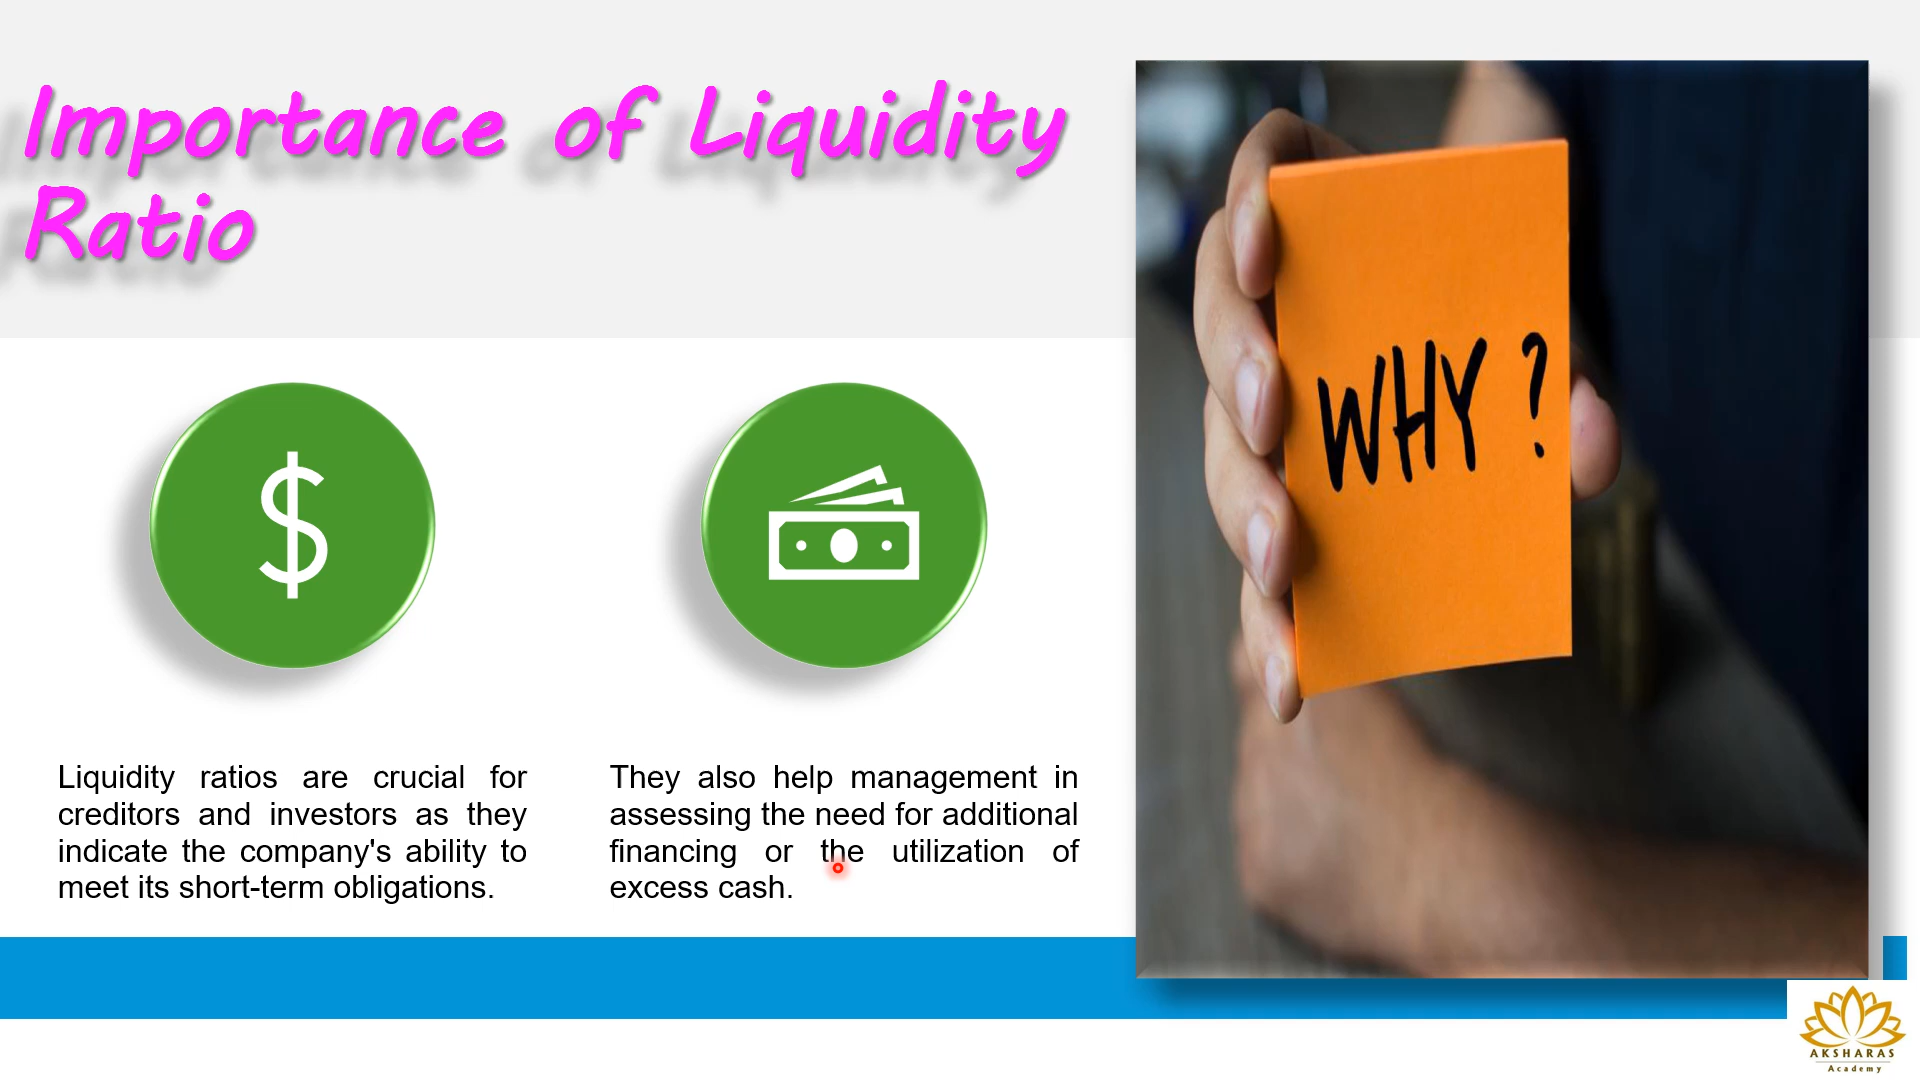 Importance of Liquidity
Ratio
WHY ?
Liquidity ratios are crucial for
creditors and investors as they
indicate the company's ability to
meet its short-term obligations.
They also help management in
assessing the need for additional
financing or the utilization of
excess cash.
AKSHARAS
Academy